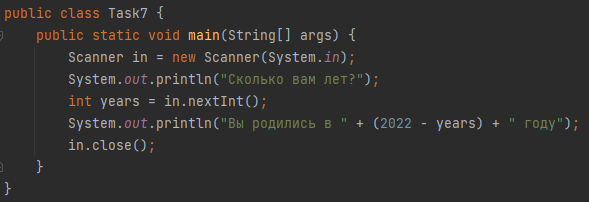 public class Task7 {
    public static void main(String[] args) {
        Scanner in = new Scanner(System.in);
        System.out.println("Сколько вам лет?");
        int years = in.nextInt();
        System.out.println("Вы родились в " + (2022 - years) + " году");
        in.close();
    }
}